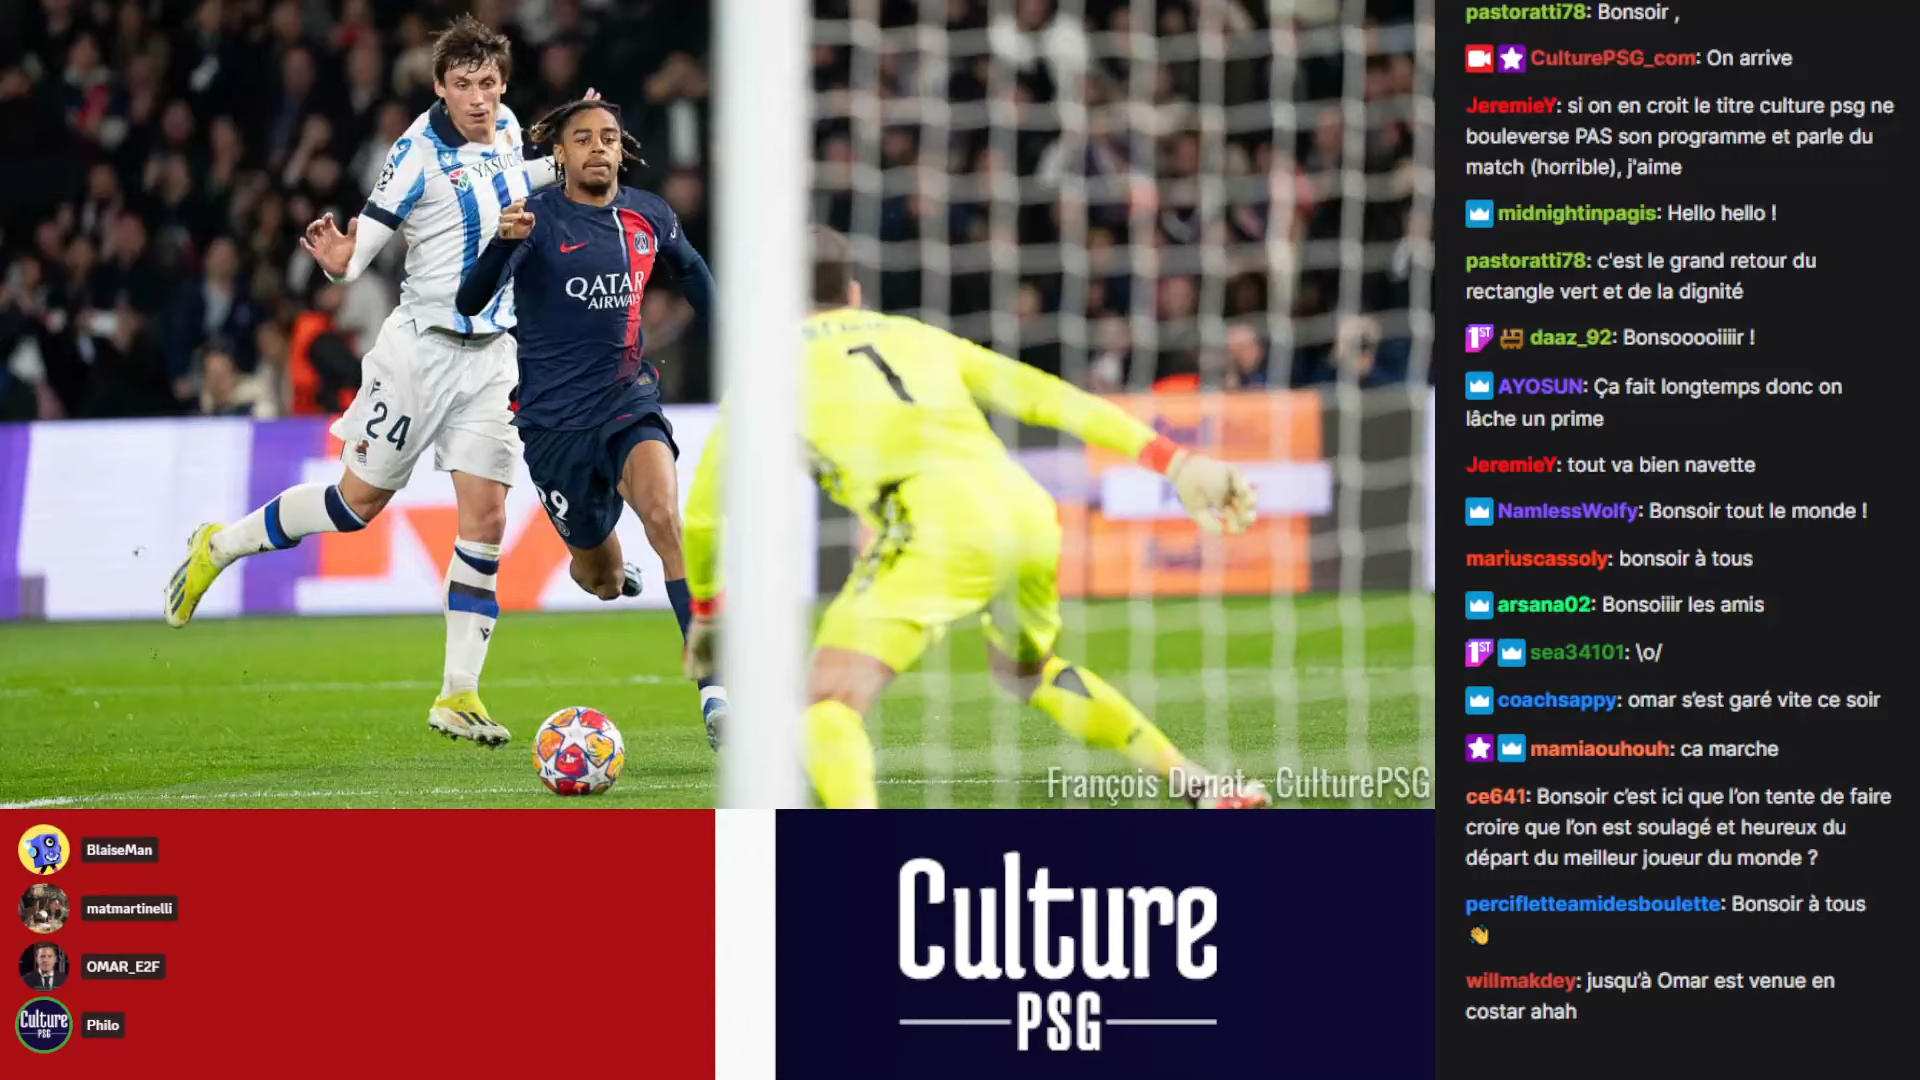 24
YASUDA
QATAR
AIRWAYS
1
François Denat - CulturePSG
BlaiseMan
matmartinelli
OMAR_E2F
Culture
PSG
Philo
Culture
PSG
pastoratti78: Bonsoir ,
CulturePSG_com: On arrive
JeremieY: si on en croit le titre culture psg ne
bouleverse PAS son programme et parle du
match (horrible), j'aime
midnightinpagis: Hello hello !
pastoratti78: c'est le grand retour du
rectangle vert et de la dignité
1ST daaz_92: Bonsooooiiiir !
AYOSUN: Ça fait longtemps donc on
lâche un prime
JeremieY: tout va bien navette
NamlessWolfy: Bonsoir tout le monde !
mariuscassoly: bonsoir à tous
arsana02: Bonsoiiir les amis
1ST sea34101: \o/
coachsappy: omar s’est garé vite ce soir
mamiaouhouh: ca marche
ce641: Bonsoir c’est ici que l’on tente de faire
croire que l’on est soulagé et heureux du
départ du meilleur joueur du monde ?
percifletteamidesboulette: Bonsoir à tous
👋
willmakdey: jusqu’à Omar est venue en
costar ahah